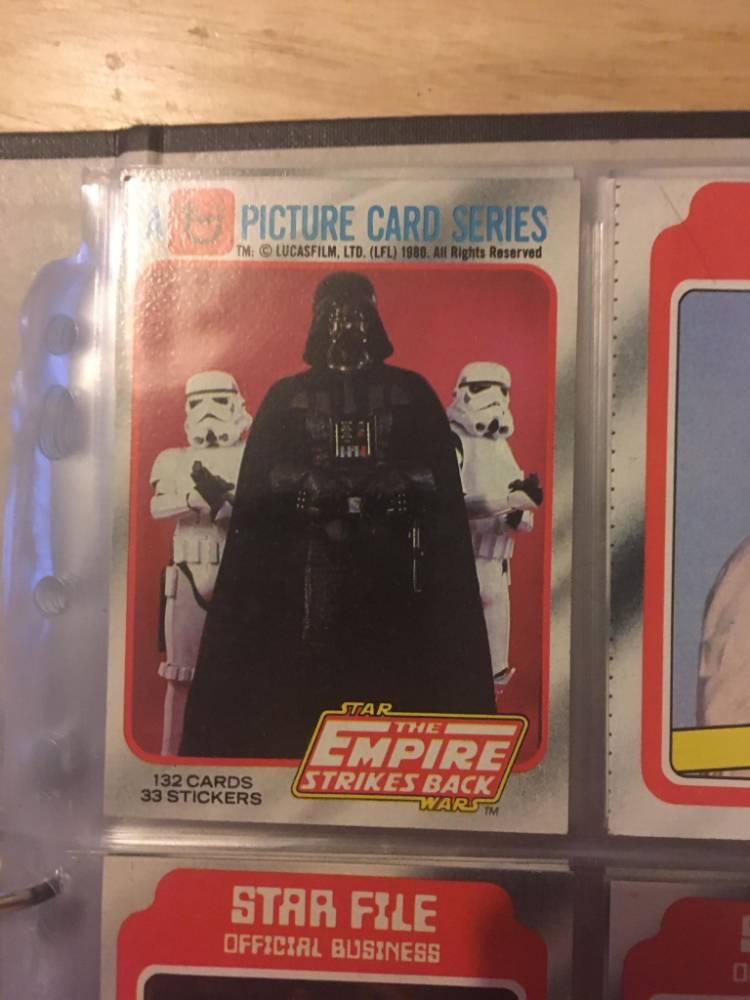 A PICTURE CARD SERIES
TM: © LUCASFILM, LTD. (LFL) 1980. All Rights Reserved
STAR
THE
EMPIRE
STRIKES BACK
WARS TM
132 CARDS
33 STICKERS
STAR FILE
OFFICIAL BUSINESS